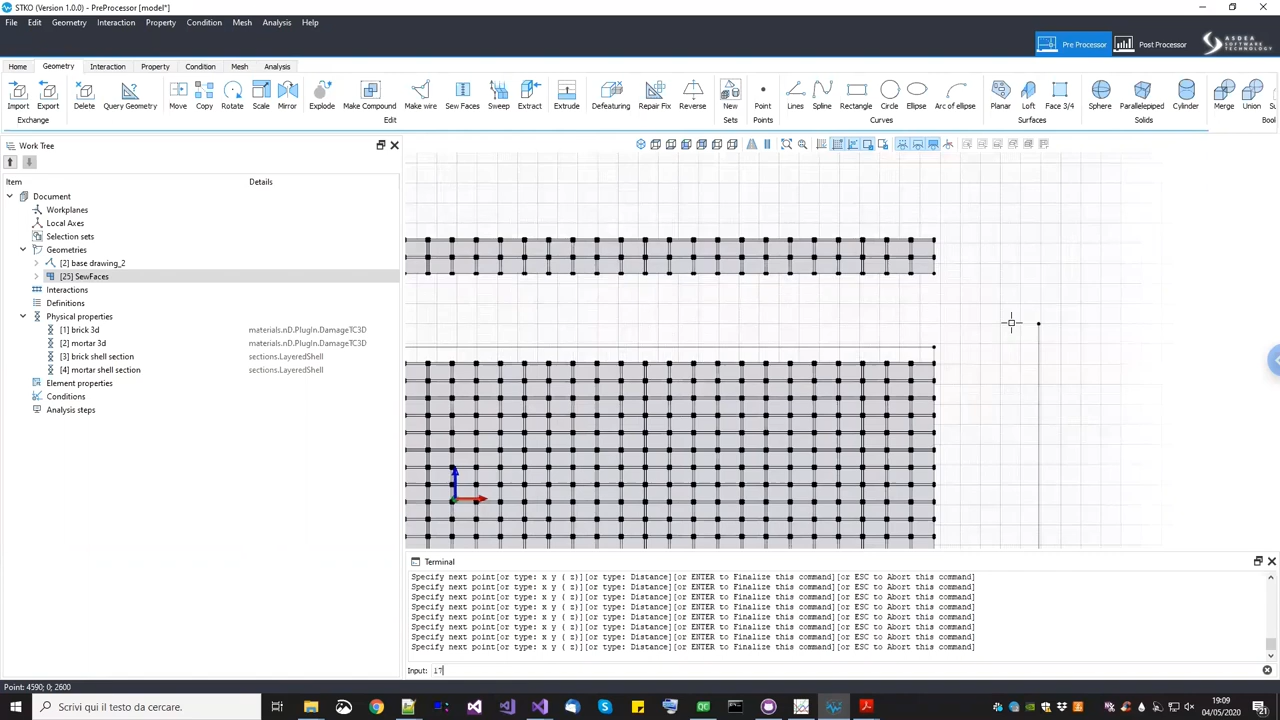 STKO (Version 1.0.0) - PreProcessor [model*]
File Edit Geometry Interaction Property Condition Mesh Analysis Help
Pre Processor Post Processor ASDEA SOFTWARE TECHNOLOGY
Home Geometry Interaction Property Condition Mesh Analysis
Import Export Delete Query Geometry Move Copy Rotate Scale Mirror Explode Make Compound Make wire Sew Faces Sweep Extract Extrude Defeaturing Repair Fix Reverse New Point Lines Spline Rectangle Circle Ellipse Arc of ellipse Planar Loft Face 3/4 Sphere Parallelepiped Cylinder Merge Union
Exchange Edit Sets Points Curves Surfaces Solids Bool
Work Tree
Item Details
Document
Workplanes
Local Axes
Selection sets
Geometries
[2] base drawing_2
[25] SewFaces
Interactions
Definitions
Physical properties
[1] brick 3d materials.nD.PlugIn.DamageTC3D
[2] mortar 3d materials.nD.PlugIn.DamageTC3D
[3] brick shell section sections.LayeredShell
[4] mortar shell section sections.LayeredShell
Element properties
Conditions
Analysis steps
Terminal
Specify next point[or type: x y ( z)][or type: Distance][or ENTER to Finalize this command][or ESC to Abort this command]
Specify next point[or type: x y ( z)][or type: Distance][or ENTER to Finalize this command][or ESC to Abort this command]
Specify next point[or type: x y ( z)][or type: Distance][or ENTER to Finalize this command][or ESC to Abort this command]
Specify next point[or type: x y ( z)][or type: Distance][or ENTER to Finalize this command][or ESC to Abort this command]
Specify next point[or type: x y ( z)][or type: Distance][or ENTER to Finalize this command][or ESC to Abort this command]
Specify next point[or type: x y ( z)][or type: Distance][or ENTER to Finalize this command][or ESC to Abort this command]
Specify next point[or type: x y ( z)][or type: Distance][or ENTER to Finalize this command][or ESC to Abort this command]
Specify next point[or type: x y ( z)][or type: Distance][or ENTER to Finalize this command][or ESC to Abort this command]
Input: 17
Point: 4590; 0; 2600
Scrivi qui il testo da cercare.
19:09
04/05/2020